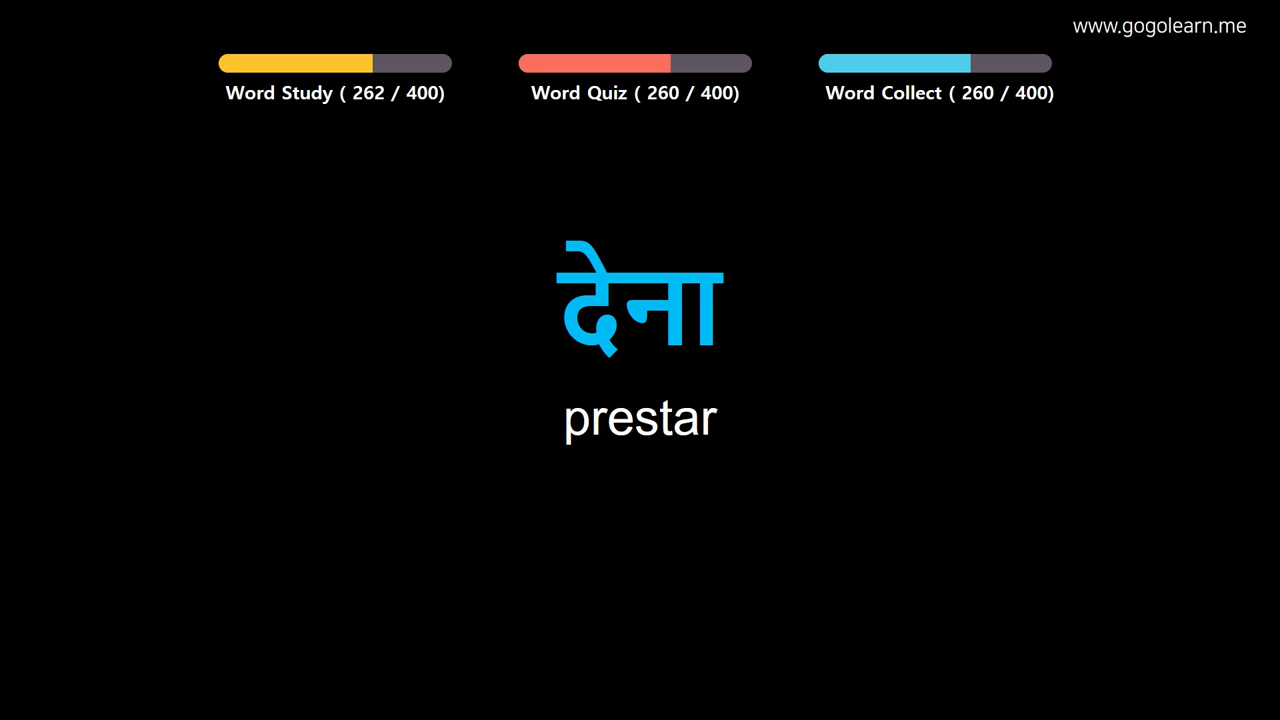 www.gogolearn.me
Word Study ( 262 / 400)
Word Quiz ( 260 / 400)
Word Collect ( 260 / 400)
देना
prestar